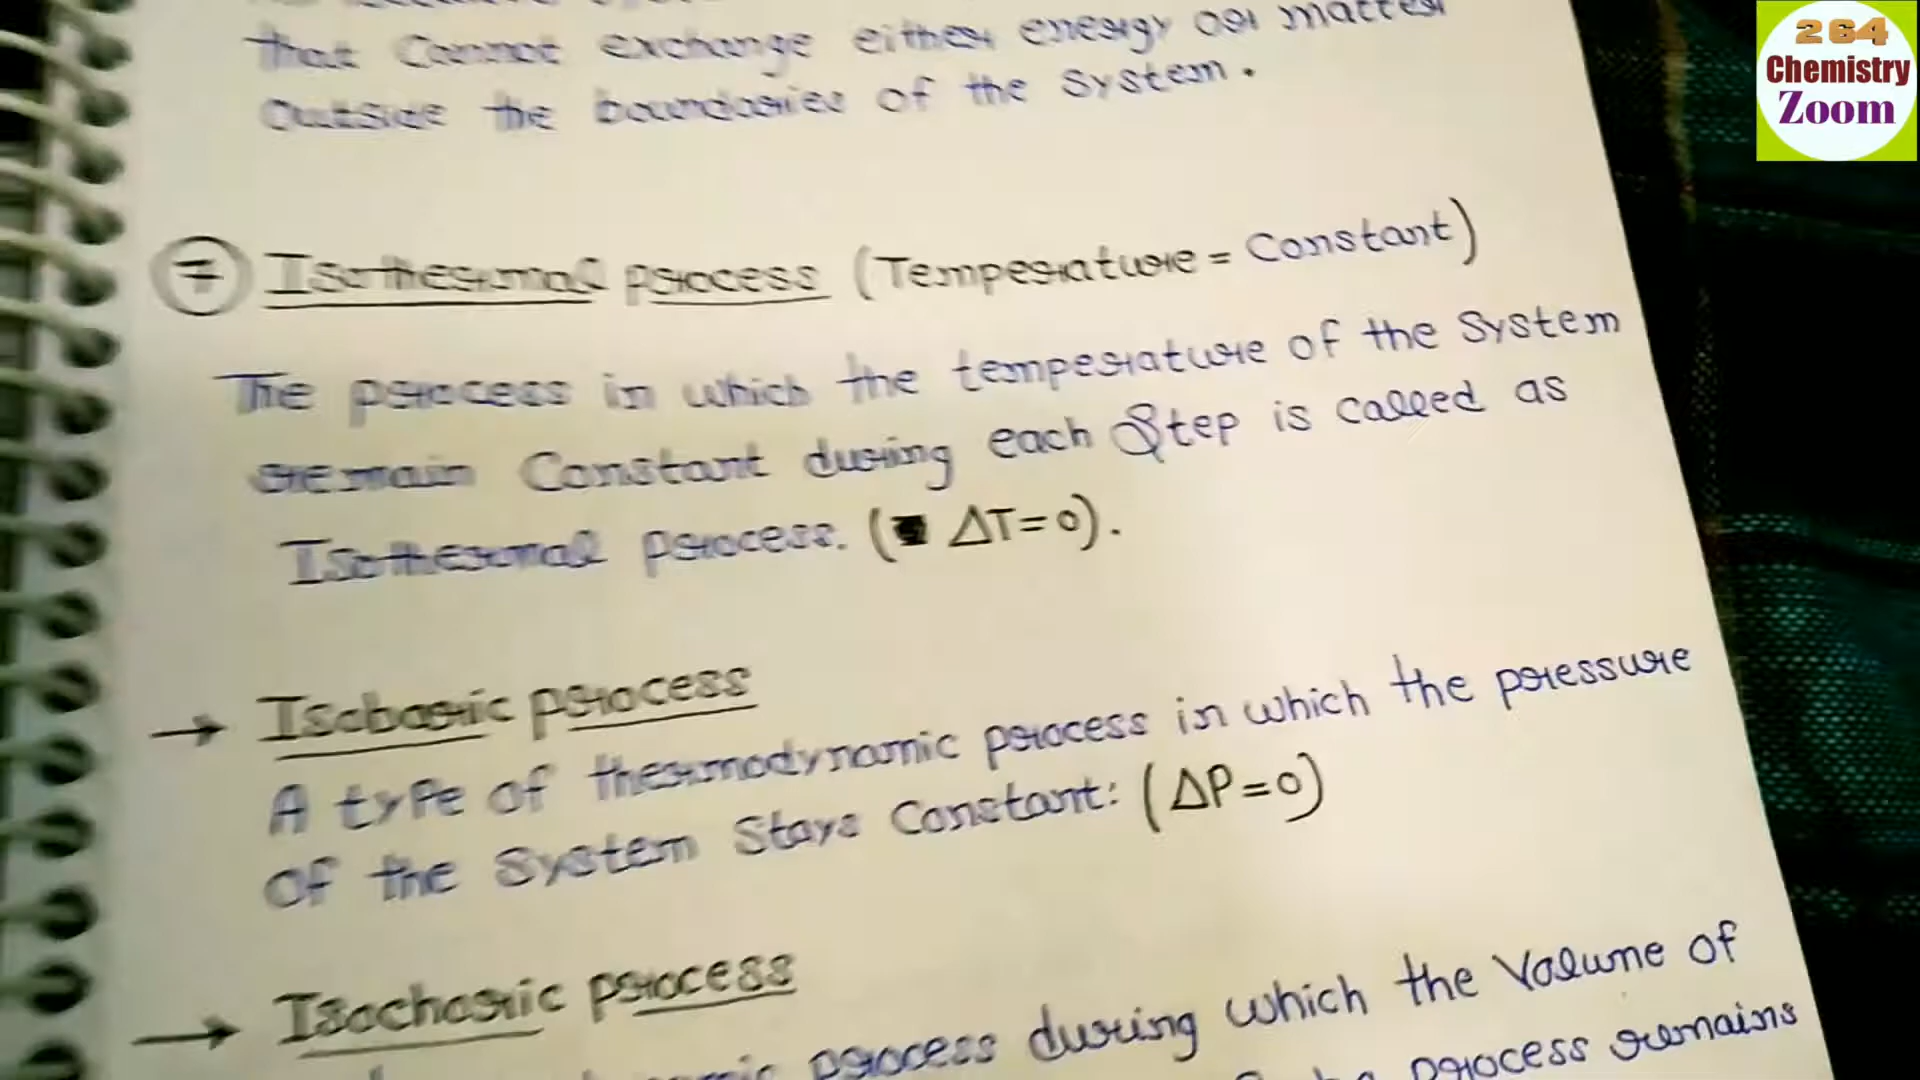 that Cannot exchange either energy or matter
Outside the boundaries of the System.
264
Chemistry
Zoom
7 Isothermal process (Temperature = Constant)
The process in which the temperature of the System
remain Constant during each Step is called as
Isothermal process. (ΔT=0).
→ Isobaric process
A type of thermodynamic process in which the pressure
of the System Stays Constant: (ΔP=0)
→ Isochoric process
process during which the Volume of
process remains